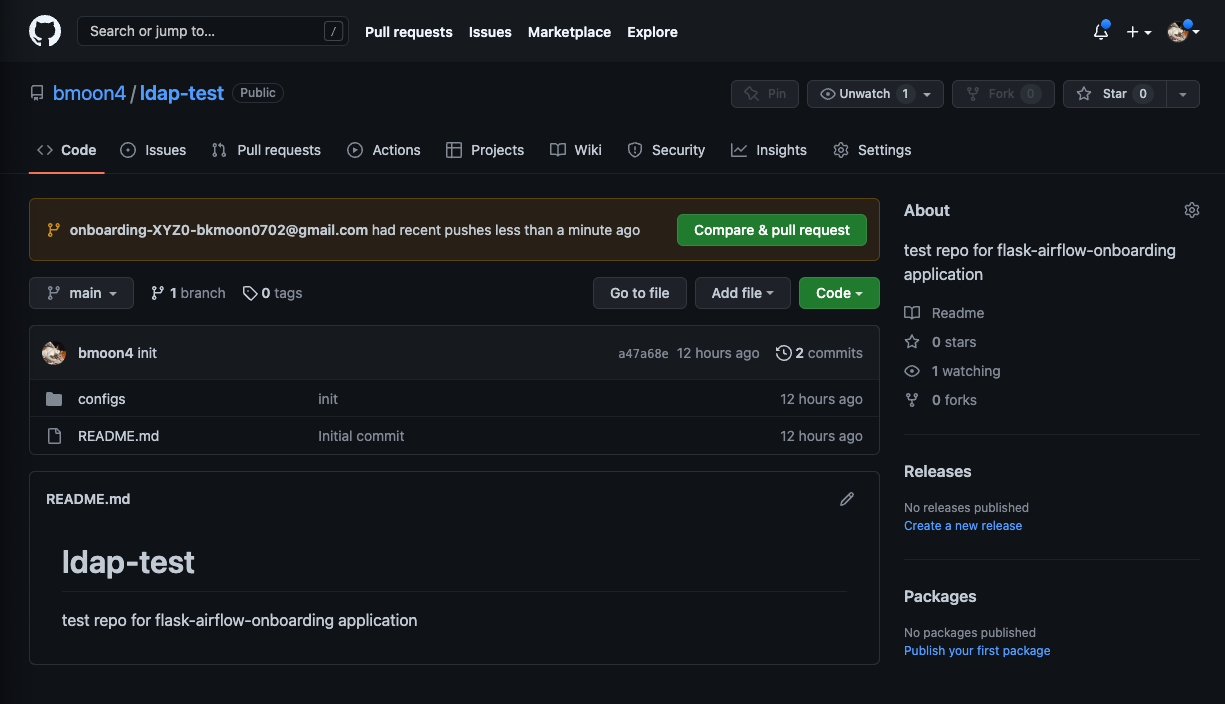 Search or jump to... / Pull requests Issues Marketplace Explore
bmoon4 / ldap-test Public Pin Unwatch 1 Fork 0 Star 0
Code Issues Pull requests Actions Projects Wiki Security Insights Settings
onboarding-XYZ0-bkmoon0702@gmail.com had recent pushes less than a minute ago Compare & pull request
main 1 branch 0 tags Go to file Add file Code
bmoon4 init a47a68e 12 hours ago 2 commits
configs init 12 hours ago
README.md Initial commit 12 hours ago
README.md
ldap-test
test repo for flask-airflow-onboarding application
About
test repo for flask-airflow-onboarding
application
Readme
0 stars
1 watching
0 forks
Releases
No releases published
Create a new release
Packages
No packages published
Publish your first package